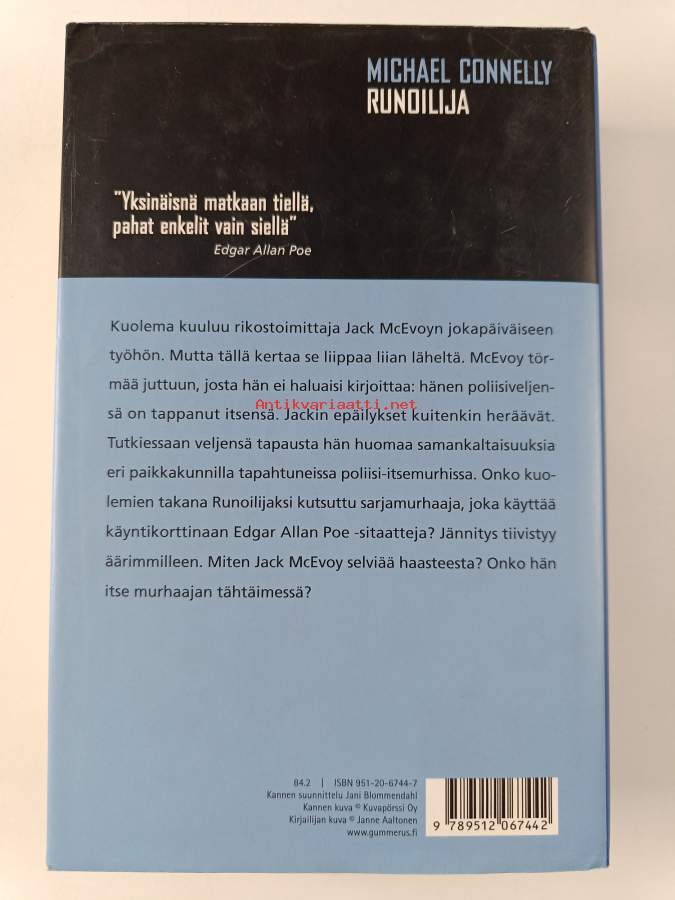 MICHAEL CONNELLY
RUNOILIJA
"Yksinäisnä matkaan tiellä,
pahat enkelit vain siellä"
Edgar Allan Poe
Kuolema kuuluu rikostoimittaja Jack McEvoyn jokapäiväiseen
työhön. Mutta tällä kertaa se liippaa liian läheltä. McEvoy tör-
mää juttuun, josta hän ei haluaisi kirjoittaa: hänen poliisiveljen-
sä on tappanut itsensä. Jackin epäilykset kuitenkin heräävät.
Antikvariaatti.net
Tutkiessaan veljensä tapausta hän huomaa samankaltaisuuksia
eri paikkakunnilla tapahtuneissa poliisi-itsemurhissa. Onko kuo-
lemien takana Runoilijaksi kutsuttu sarjamurhaaja, joka käyttää
käyntikorttinaan Edgar Allan Poe -sitaatteja? Jännitys tiivistyy
äärimmilleen. Miten Jack McEvoy selviää haasteesta? Onko hän
itse murhaajan tähtäimessä?
84.2 | ISBN 951-20-6744-7
Kannen suunnittelu Jani Blommendahl
Kannen kuva © Kuvapörssi Oy
Kirjailijan kuva © Janne Aaltonen
www.gummerus.fi
9 789512 067442